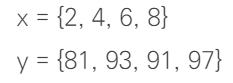 x = {2, 4, 6, 8}
y = {81, 93, 91, 97}